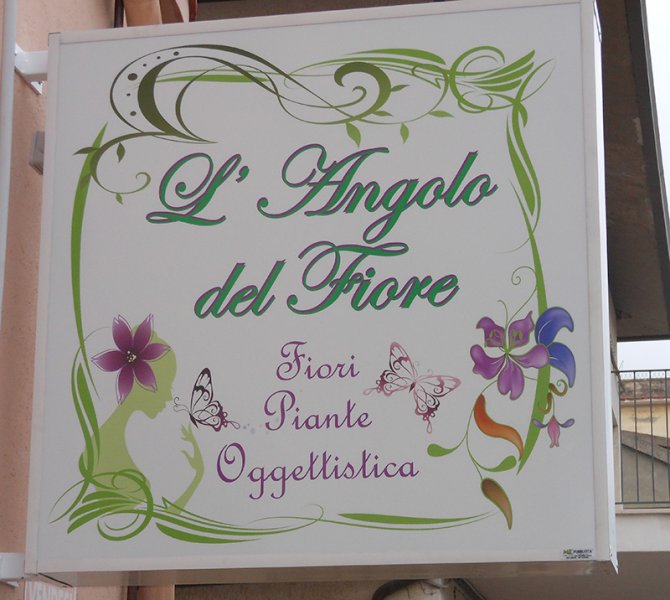 L' Angolo
del Fiore
Fiori
Piante
Oggettistica